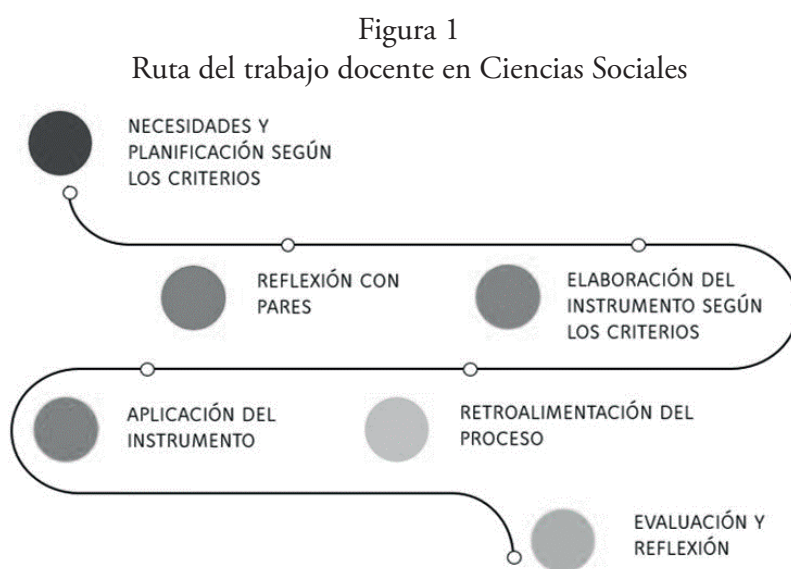 Figura 1
Ruta del trabajo docente en Ciencias Sociales
NECESIDADES Y
PLANIFICACIÓN SEGÚN
LOS CRITERIOS
REFLEXIÓN CON
PARES
ELABORACIÓN DEL
INSTRUMENTO SEGÚN
LOS CRITERIOS
APLICACIÓN DEL
INSTRUMENTO
RETROALIMENTACIÓN DEL
PROCESO
EVALUACIÓN Y
REFLEXIÓN